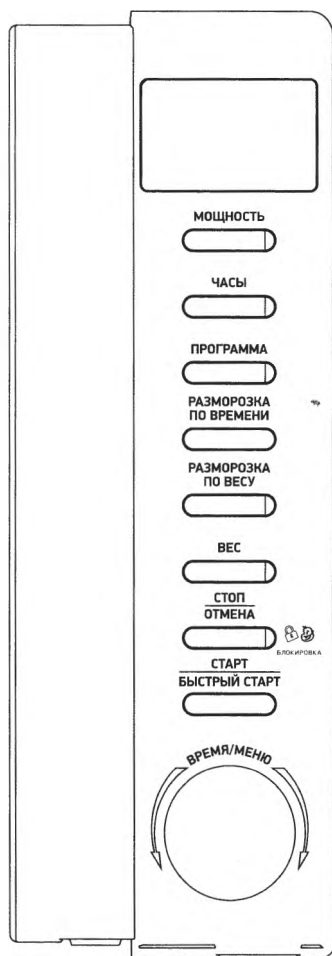 МОЩНОСТЬ
ЧАСЫ
ПРОГРАММА
РАЗМОРОЗКА
ПО ВРЕМЕНИ
РАЗМОРОЗКА
ПО ВЕСУ
ВЕС
СТОП
ОТМЕНА
БЛОКИРОВКА
СТАРТ
БЫСТРЫЙ СТАРТ
ВРЕМЯ/МЕНЮ